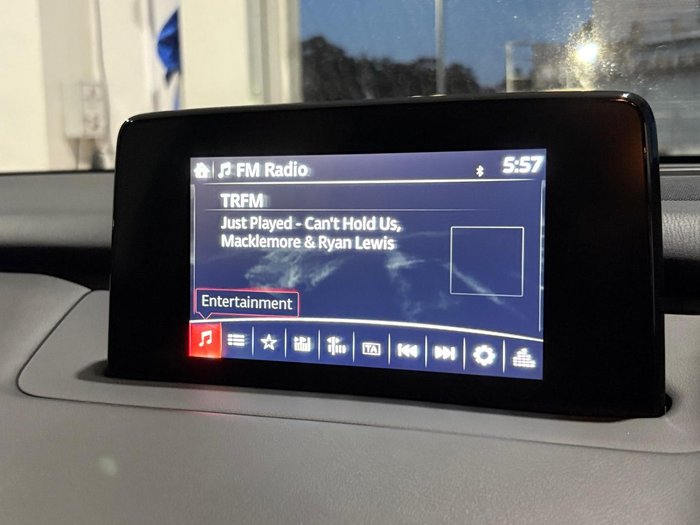 FM Radio
5:57
TRFM
Just Played - Can't Hold Us,
Macklemore & Ryan Lewis
Entertainment
TA